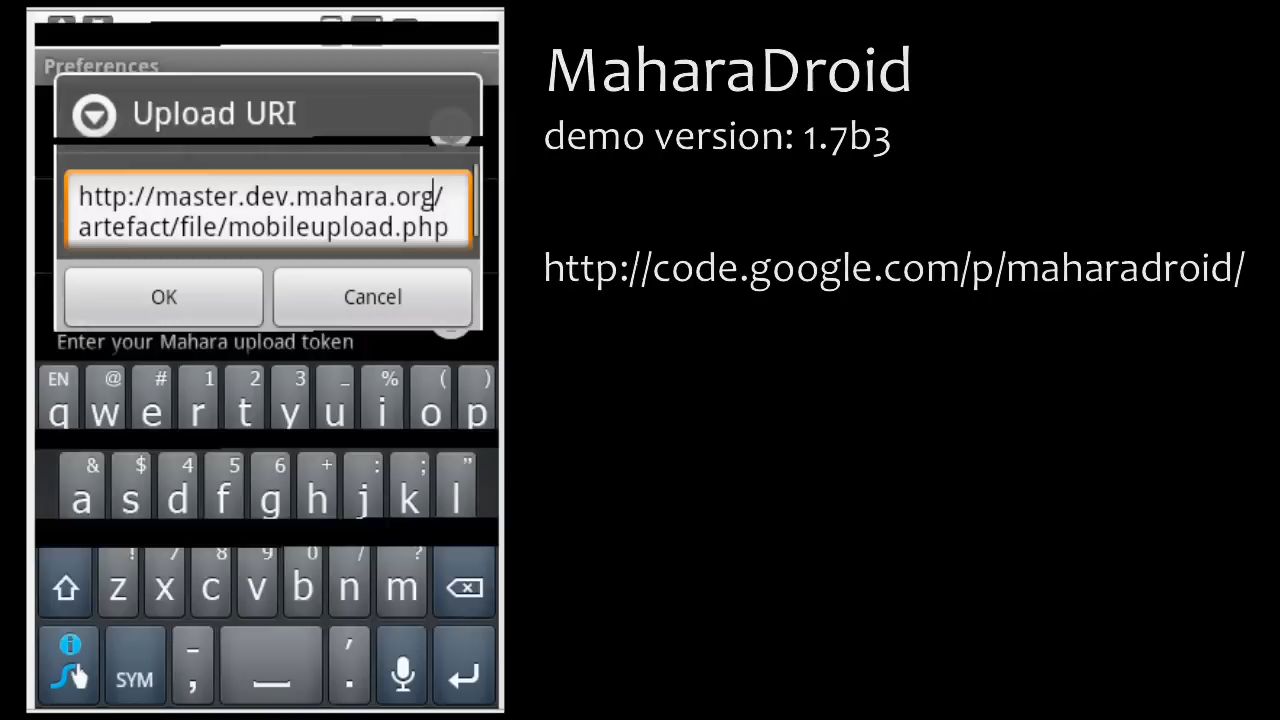 Preferences
Upload URI
http://master.dev.mahara.org/
artefact/file/mobileupload.php
OK Cancel
Enter your Mahara upload token
EN @ # 1 2 3 _ % ( )
q w e r t y u i o p
& $ 4 5 6 + : ; "
a s d f g h j k l
! 7 8 9 0 / ?
z x c v b n m
SYM , – . ,
MaharaDroid
demo version: 1.7b3
http://code.google.com/p/maharadroid/